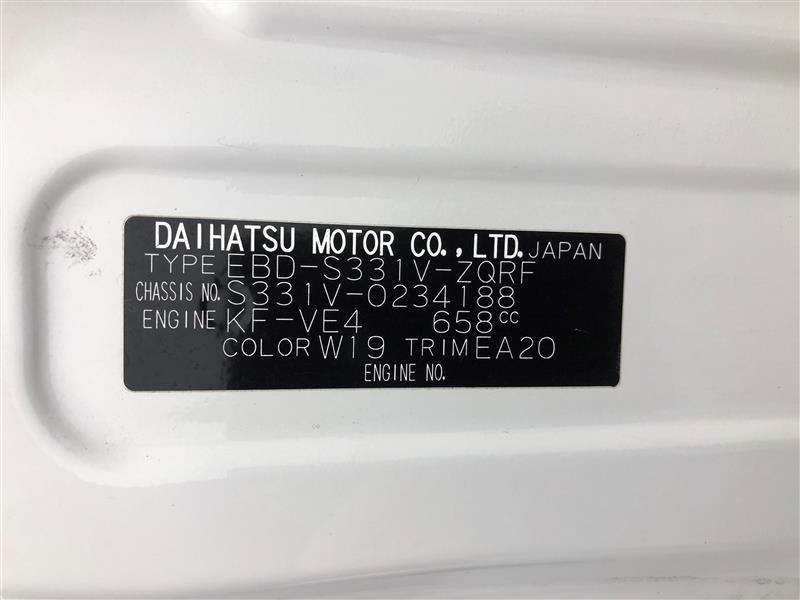 DAIHATSU MOTOR CO.,LTD. JAPAN
TYPE EBD-S331V-ZQRF
CHASSIS NO. S331V-0234188
ENGINE KF-VE4 658cc
COLOR W19 TRIM EA20
ENGINE NO.